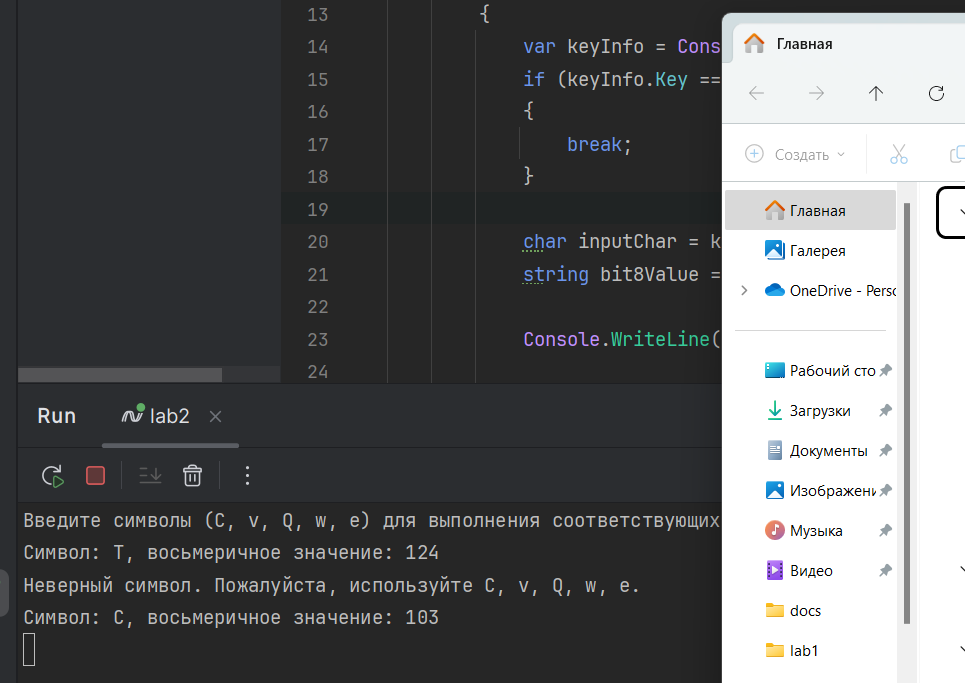 13 {
14 var keyInfo = Cons
15 if (keyInfo.Key ==
16 {
17 break;
18 }
19
20 char inputChar = k
21 string bit8Value =
22
23 Console.WriteLine(
24
Run lab2
Введите символы (C, v, Q, w, e) для выполнения соответствующих
Символ: T, восьмеричное значение: 124
Неверный символ. Пожалуйста, используйте C, v, Q, w, e.
Символ: C, восьмеричное значение: 103
Главная
Создать
Главная
Галерея
OneDrive - Perso
Рабочий сто
Загрузки
Документы
Изображени
Музыка
Видео
docs
lab1